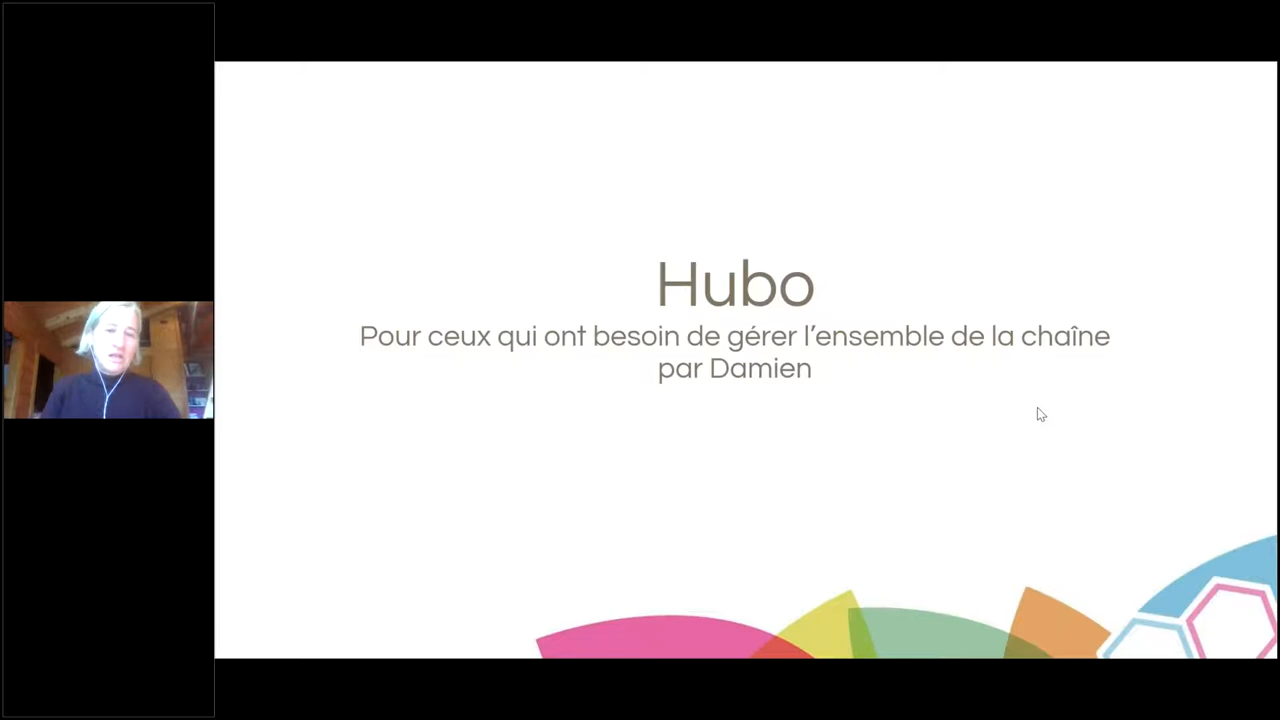 Hubo
Pour ceux qui ont besoin de gérer l’ensemble de la chaîne
par Damien